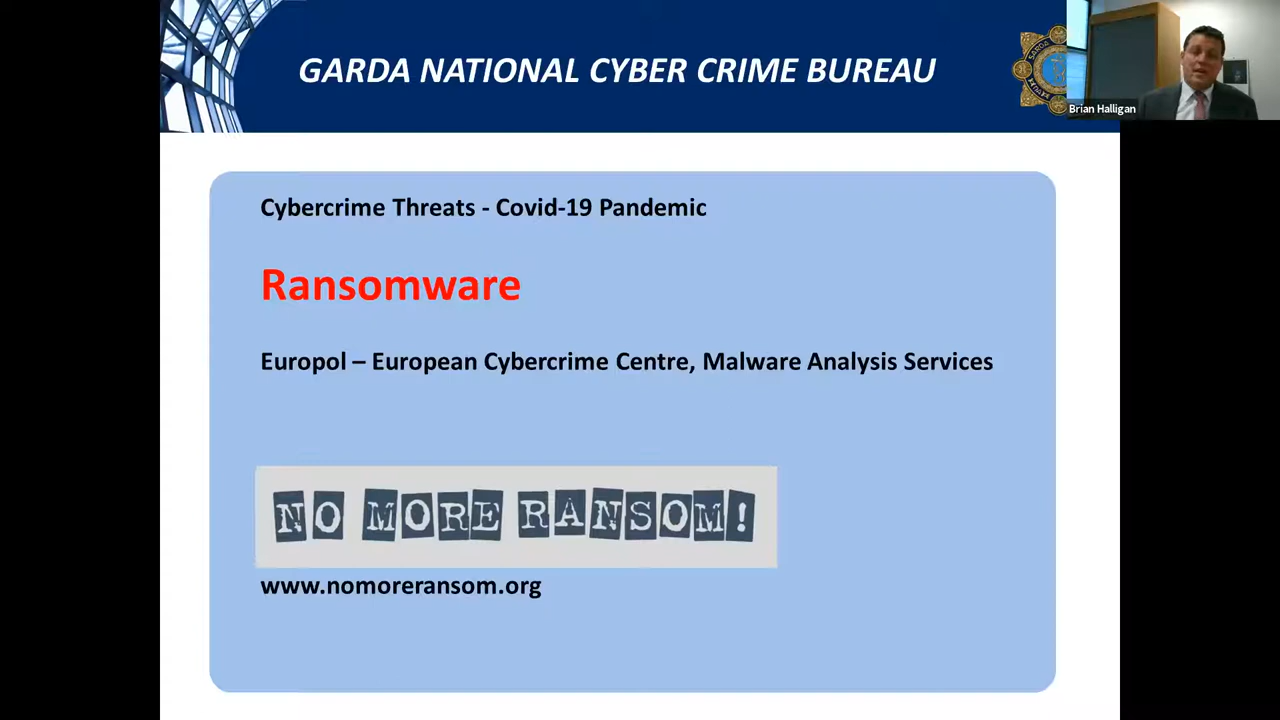 GARDA NATIONAL CYBER CRIME BUREAU
Brian Halligan
Cybercrime Threats - Covid-19 Pandemic
Ransomware
Europol – European Cybercrime Centre, Malware Analysis Services
NO MORE RANSOM!
www.nomoreransom.org